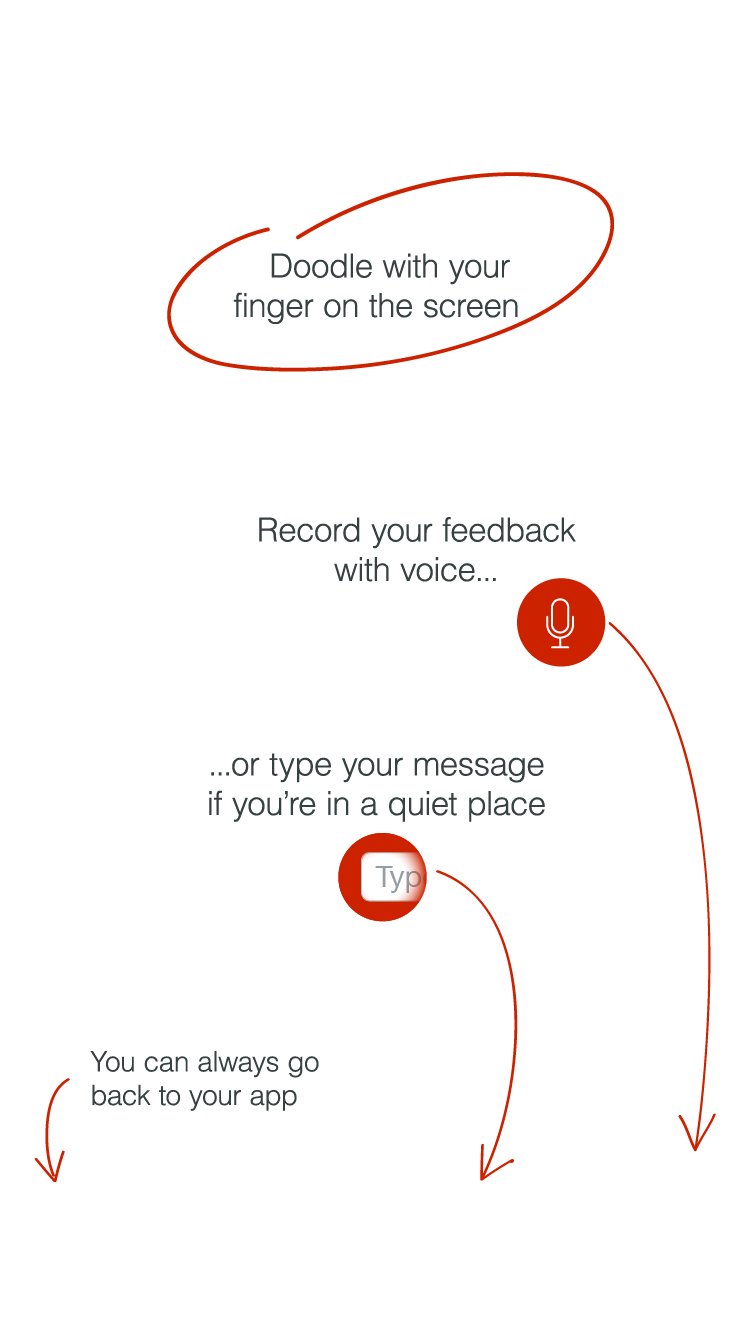 Doodle with your
finger on the screen
Record your feedback
with voice...
...or type your message
if you’re in a quiet place
Typ
You can always go
back to your app